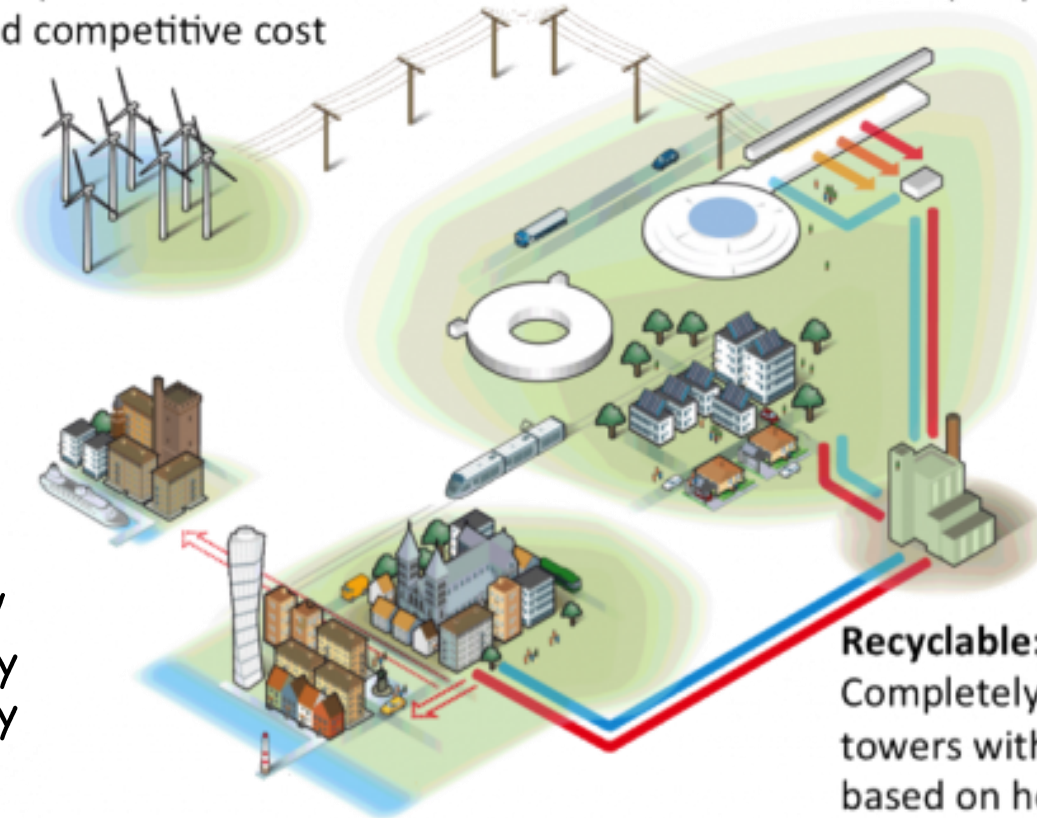 d competitive cost
y
y
y
Recyclable:
Completely
towers with
based on h